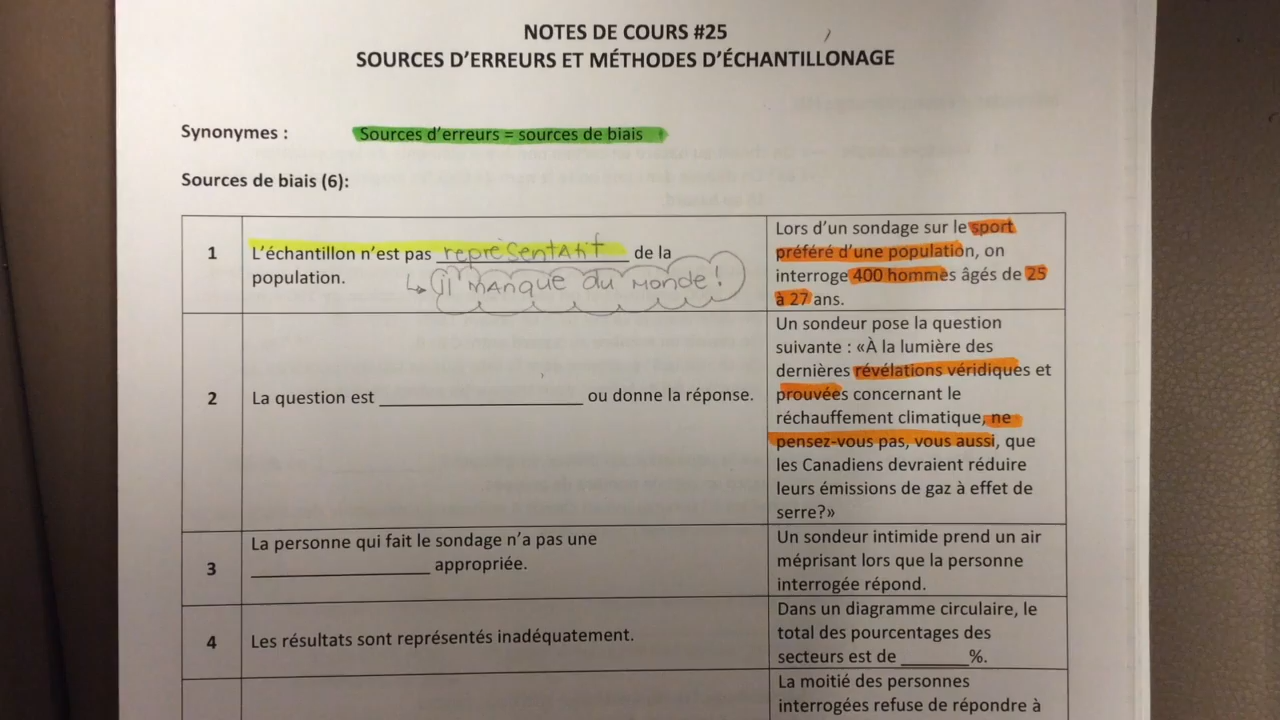 NOTES DE COURS #25
SOURCES D'ERREURS ET MÉTHODES D'ÉCHANTILLONAGE
Synonymes : Sources d'erreurs = sources de biais
Sources de biais (6):
1
L'échantillon n'est pas représentatif de la
population.
↳ Il manque du monde!
Lors d'un sondage sur le sport
préféré d'une population, on
interroge 400 hommes âgés de 25
à 27 ans.
2
La question est ____________________ ou donne la réponse.
Un sondeur pose la question
suivante : «À la lumière des
dernières révélations véridiques et
prouvées concernant le
réchauffement climatique, ne
pensez-vous pas, vous aussi, que
les Canadiens devraient réduire
leurs émissions de gaz à effet de
serre?»
3
La personne qui fait le sondage n'a pas une
__________________ appropriée.
Un sondeur intimide prend un air
méprisant lors que la personne
interrogée répond.
4
Les résultats sont représentés inadéquatement.
Dans un diagramme circulaire, le
total des pourcentages des
secteurs est de _______%.
La moitié des personnes
interrogées refuse de répondre à